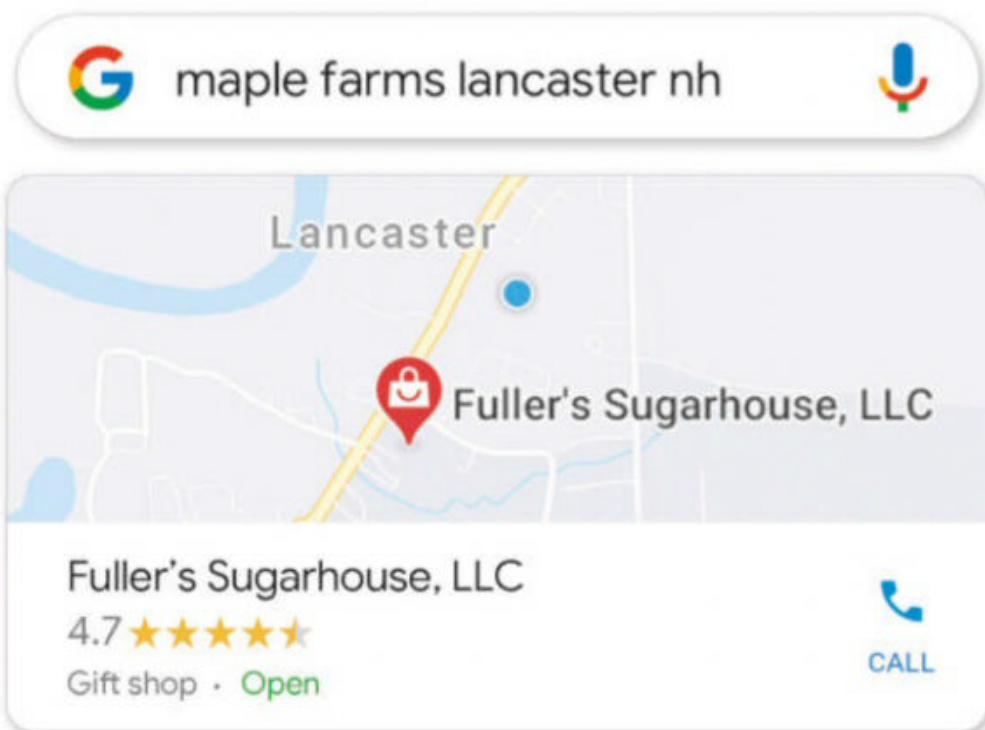 maple farms lancaster nh
Lancaster
Fuller's Sugarhouse, LLC
Fuller's Sugarhouse, LLC
4.7
Gift shop · Open
CALL